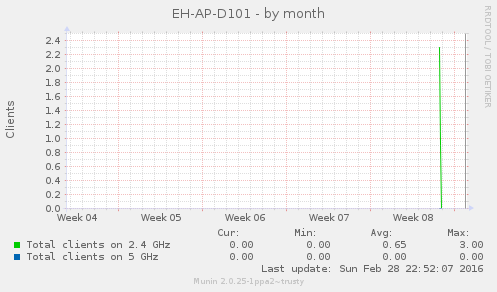 EH-AP-D101 - by month
RRDTOOL / TOBI OETIKER
Clients
2.4
2.2
2.0
1.8
1.6
1.4
1.2
1.0
0.8
0.6
0.4
0.2
0.0
Week 04 Week 05 Week 06 Week 07 Week 08
Cur: Min: Avg: Max:
Total clients on 2.4 GHz 0.00 0.00 0.65 3.00
Total clients on 5 GHz 0.00 0.00 0.00 0.00
Last update: Sun Feb 28 22:52:07 2016
Munin 2.0.25-1ppa2~trusty